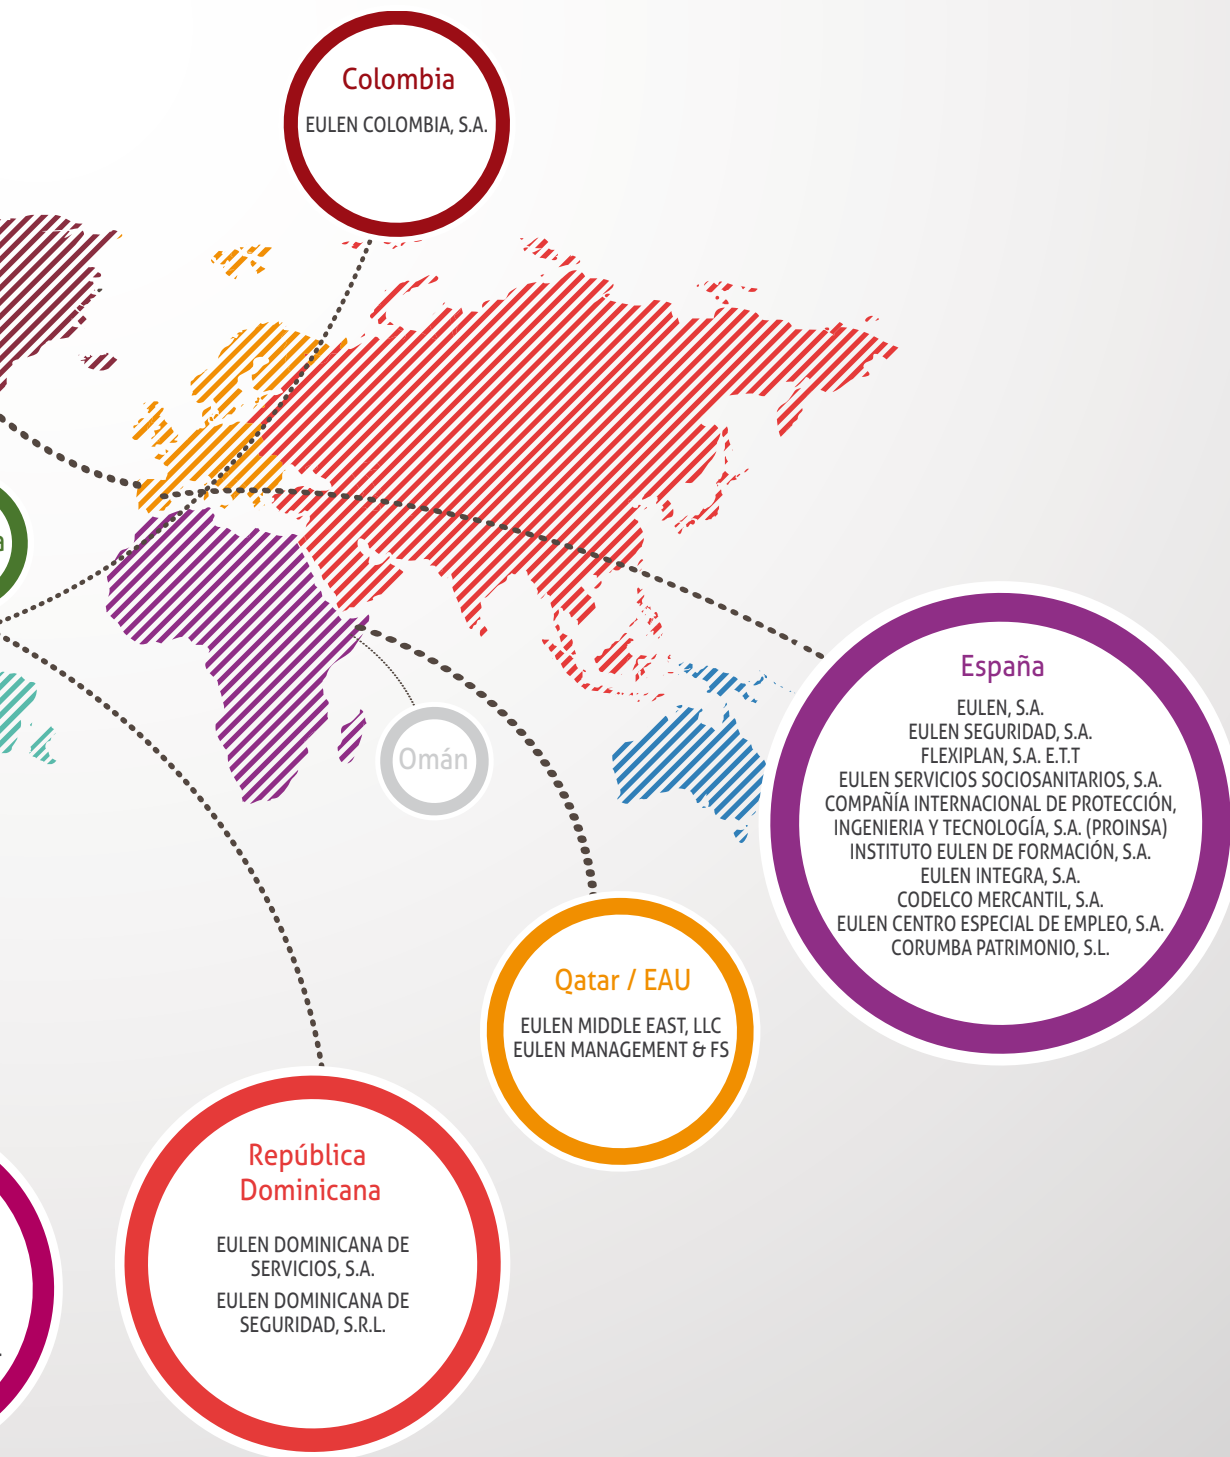 Colombia
EULEN COLOMBIA, S.A.
a
Omán
España
EULEN, S.A.
EULEN SEGURIDAD, S.A.
FLEXIPLAN, S.A. E.T.T
EULEN SERVICIOS SOCIOSANITARIOS, S.A.
COMPAÑÍA INTERNACIONAL DE PROTECCIÓN,
INGENIERIA Y TECNOLOGÍA, S.A. (PROINSA)
INSTITUTO EULEN DE FORMACIÓN, S.A.
EULEN INTEGRA, S.A.
CODELCO MERCANTIL, S.A.
EULEN CENTRO ESPECIAL DE EMPLEO, S.A.
CORUMBA PATRIMONIO, S.L.
Qatar / EAU
EULEN MIDDLE EAST, LLC
EULEN MANAGEMENT & FS
República
Dominicana
EULEN DOMINICANA DE
SERVICIOS, S.A.
EULEN DOMINICANA DE
SEGURIDAD, S.R.L.